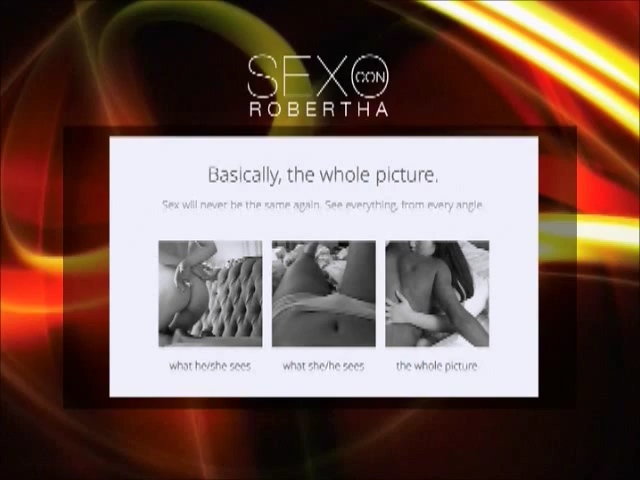 SEXO
CON
ROBERTHA
Basically, the whole picture.
Sex will never be the same again. See everything, from every angle.
what he/she sees
what she/he sees
the whole picture